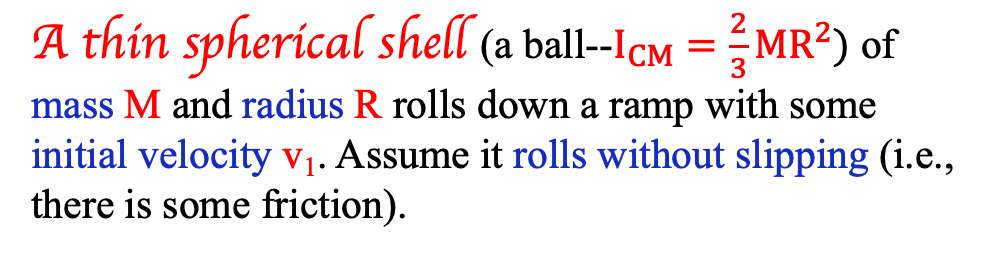 A thin spherical shell (a ball--I_CM = 2/3 MR²) of
mass M and radius R rolls down a ramp with some
initial velocity v₁. Assume it rolls without slipping (i.e.,
there is some friction).